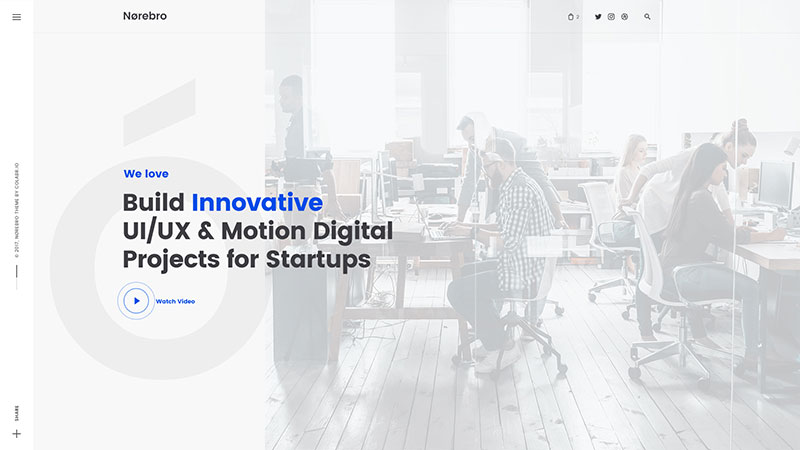 Nørebro
2
We love
Build Innovative
UI/UX & Motion Digital
Projects for Startups
Watch Video
© 2017, NØREBRO THEME BY COLABR.IO
SHARE